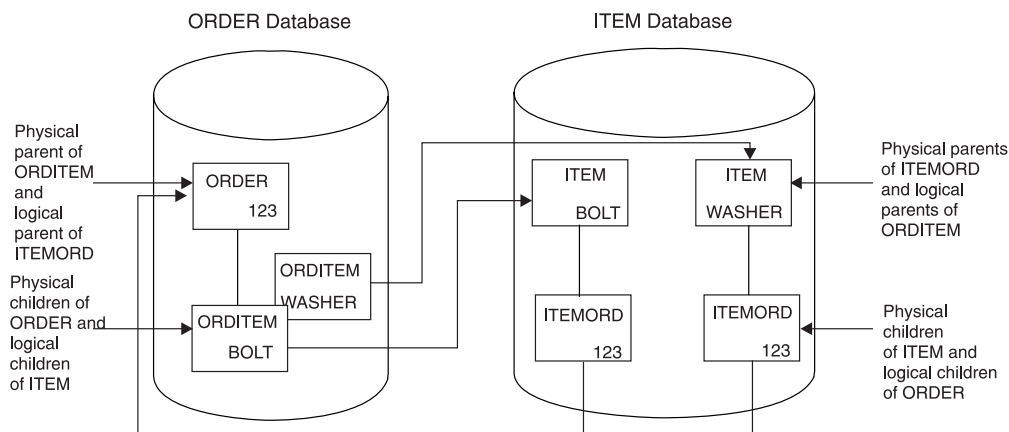 ORDER Database
ITEM Database
Physical
parent of
ORDITEM
and
logical
parent of
ITEMORD
ORDER
123
ITEM
BOLT
ITEM
WASHER
Physical parents
of ITEMORD
and logical
parents of
ORDITEM
Physical
children of
ORDER and
logical
children
of ITEM
ORDITEM
WASHER
ORDITEM
BOLT
ITEMORD
123
ITEMORD
123
Physical
children
of ITEM and
logical children
of ORDER